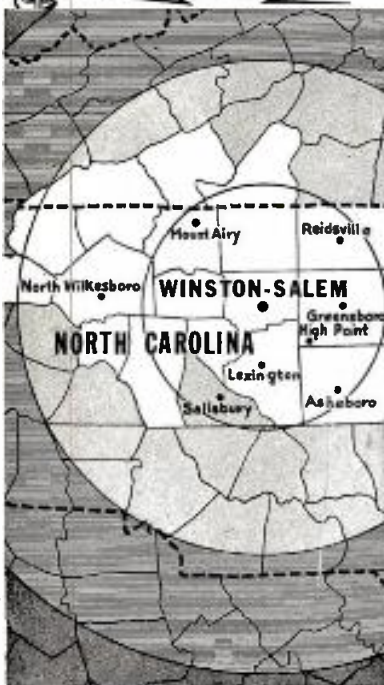 Mount Airy
Reidsville
North Wilkesboro
WINSTON-SALEM
Greensboro
High Point
NORTH CAROLINA
Lexington
Salisbury
Asheboro